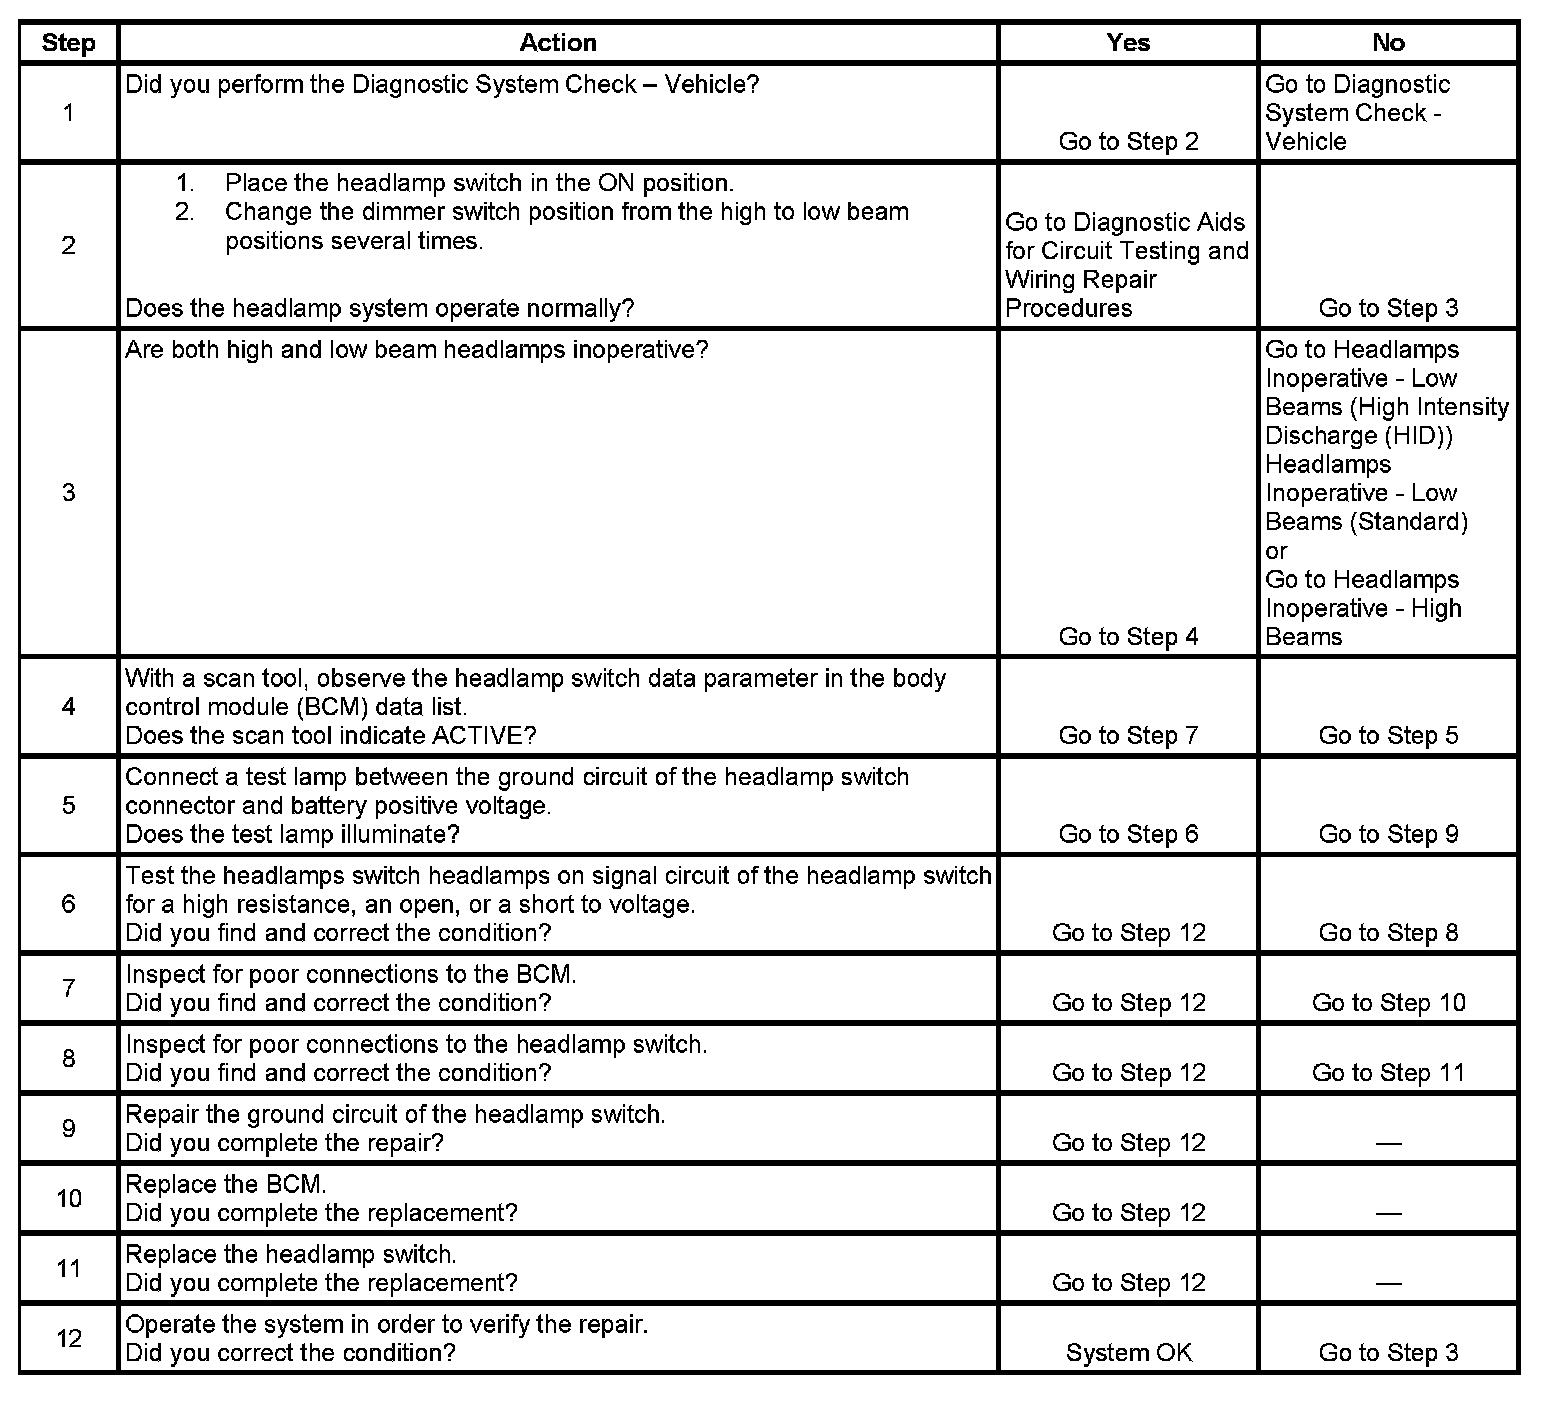 Step Action Yes No
1
Did you perform the Diagnostic System Check – Vehicle?
Go to Step 2
Go to Diagnostic
System Check -
Vehicle
2
1. Place the headlamp switch in the ON position.
2. Change the dimmer switch position from the high to low beam
positions several times.
Does the headlamp system operate normally?
Go to Diagnostic Aids
for Circuit Testing and
Wiring Repair
Procedures
Go to Step 3
3
Are both high and low beam headlamps inoperative?
Go to Step 4
Go to Headlamps
Inoperative - Low
Beams (High Intensity
Discharge (HID))
Headlamps
Inoperative - Low
Beams (Standard)
or
Go to Headlamps
Inoperative - High
Beams
4
With a scan tool, observe the headlamp switch data parameter in the body
control module (BCM) data list.
Does the scan tool indicate ACTIVE?
Go to Step 7
Go to Step 5
5
Connect a test lamp between the ground circuit of the headlamp switch
connector and battery positive voltage.
Does the test lamp illuminate?
Go to Step 6
Go to Step 9
6
Test the headlamps switch headlamps on signal circuit of the headlamp switch
for a high resistance, an open, or a short to voltage.
Did you find and correct the condition?
Go to Step 12
Go to Step 8
7
Inspect for poor connections to the BCM.
Did you find and correct the condition?
Go to Step 12
Go to Step 10
8
Inspect for poor connections to the headlamp switch.
Did you find and correct the condition?
Go to Step 12
Go to Step 11
9
Repair the ground circuit of the headlamp switch.
Did you complete the repair?
Go to Step 12
—
10
Replace the BCM.
Did you complete the replacement?
Go to Step 12
—
11
Replace the headlamp switch.
Did you complete the replacement?
Go to Step 12
—
12
Operate the system in order to verify the repair.
Did you correct the condition?
System OK
Go to Step 3